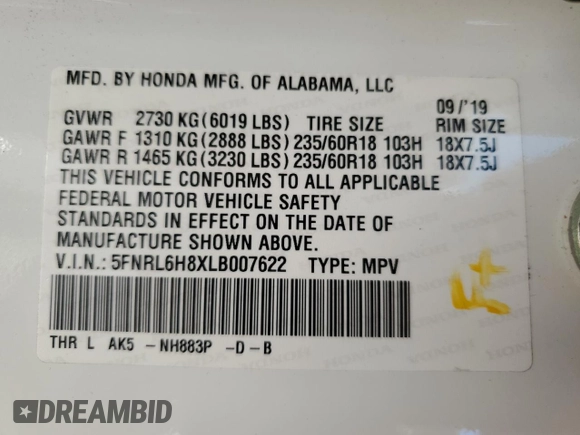 MFD. BY HONDA MFG. OF ALABAMA, LLC
09/'19
GVWR 2730 KG (6019 LBS) TIRE SIZE RIM SIZE
GAWR F 1310 KG (2888 LBS) 235/60R18 103H 18X7.5J
GAWR R 1465 KG (3230 LBS) 235/60R18 103H 18X7.5J
THIS VEHICLE CONFORMS TO ALL APPLICABLE
FEDERAL MOTOR VEHICLE SAFETY
STANDARDS IN EFFECT ON THE DATE OF
MANUFACTURE SHOWN ABOVE.
V.I.N.: 5FNRL6H8XLB007622 TYPE: MPV
THR L AK5 -NH883P -D-B
DREAMBID